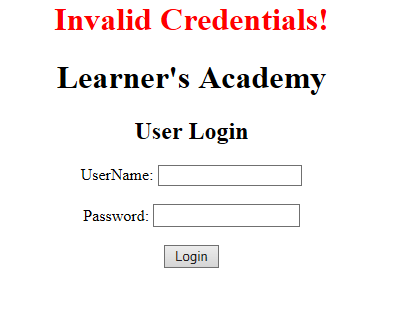 Invalid Credentials!
Learner's Academy
User Login
UserName:
Password:
Login